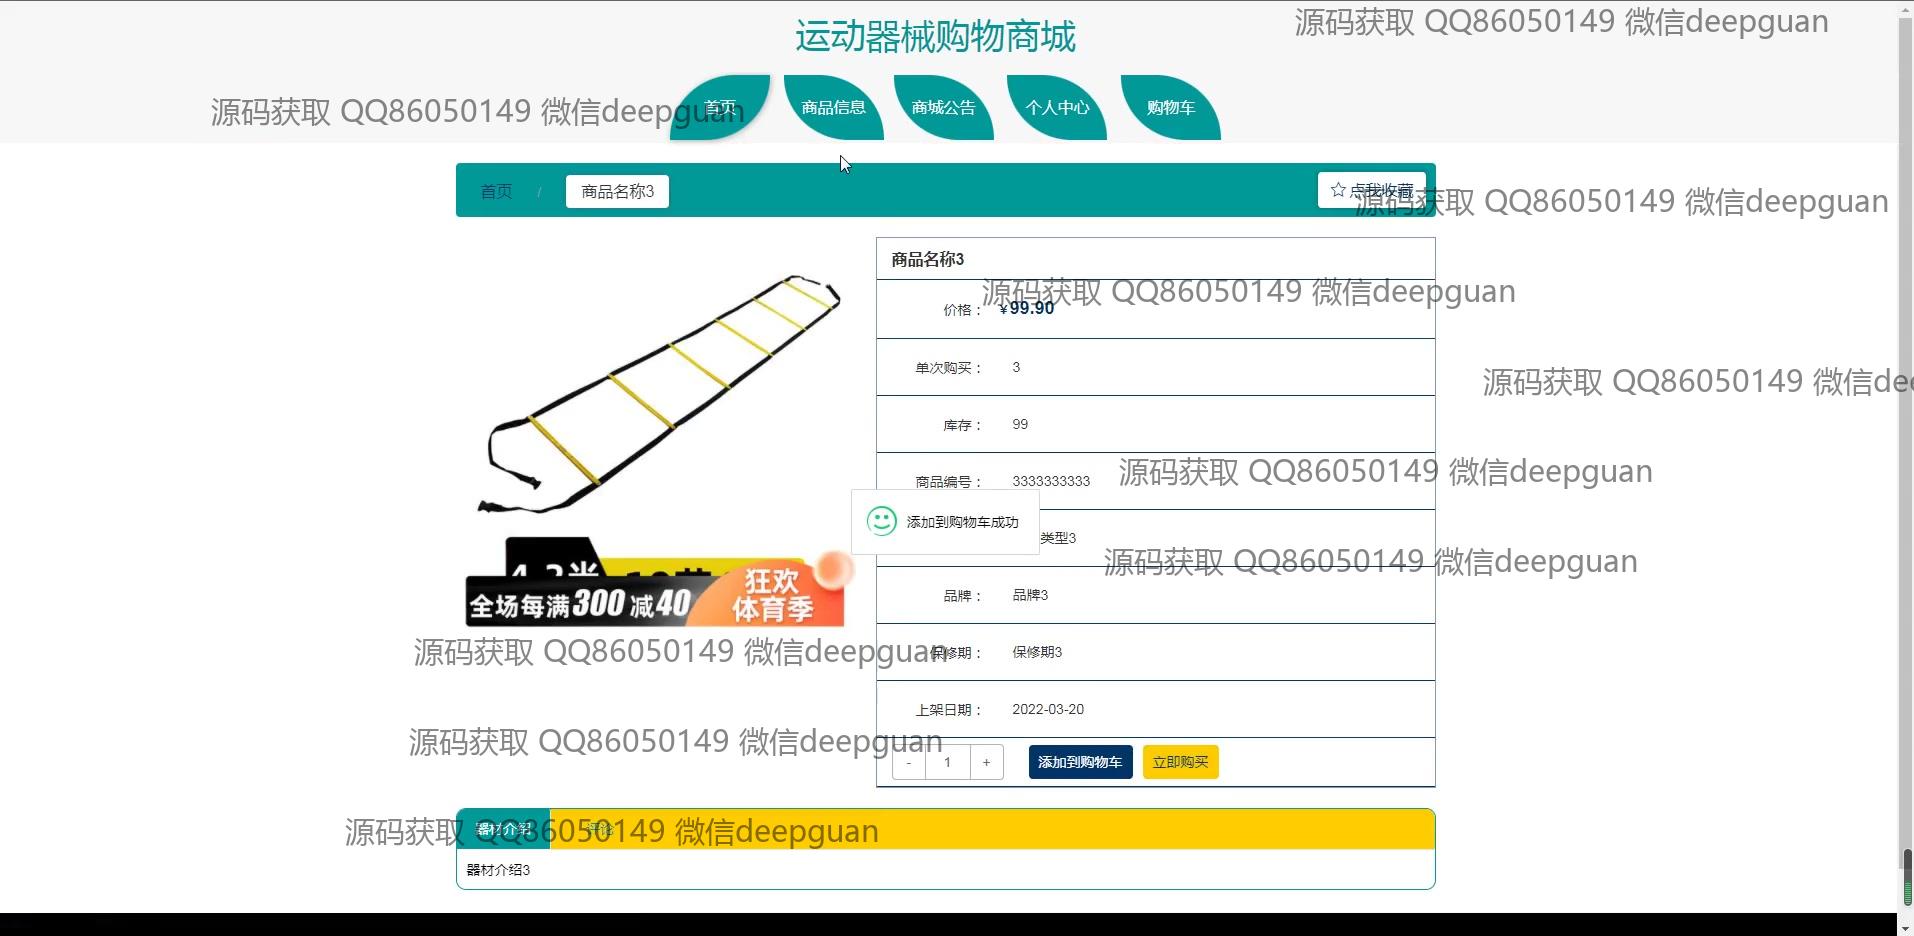 运动器械购物商城
源码获取 QQ86050149 微信deepguan
首页
商品信息
商城公告
个人中心
购物车
源码获取 QQ86050149 微信deepguan
首页 / 商品名称3
☆点我收藏
源码获取 QQ86050149 微信deepguan
商品名称3
源码获取 QQ86050149 微信deepguan
价格： ¥99.90
单次购买： 3
源码获取 QQ86050149 微信dee
库存： 99
商品编号： 3333333333
源码获取 QQ86050149 微信deepguan
添加到购物车成功
类型3
源码获取 QQ86050149 微信deepguan
狂欢
体育季
全场每满300减40
品牌： 品牌3
源码获取 QQ86050149 微信deepguan
保修期： 保修期3
上架日期： 2022-03-20
源码获取 QQ86050149 微信deepguan
- 1 + 添加到购物车 立即购买
源码获取 QQ86050149 微信deepguan
器材介绍 评论
器材介绍3